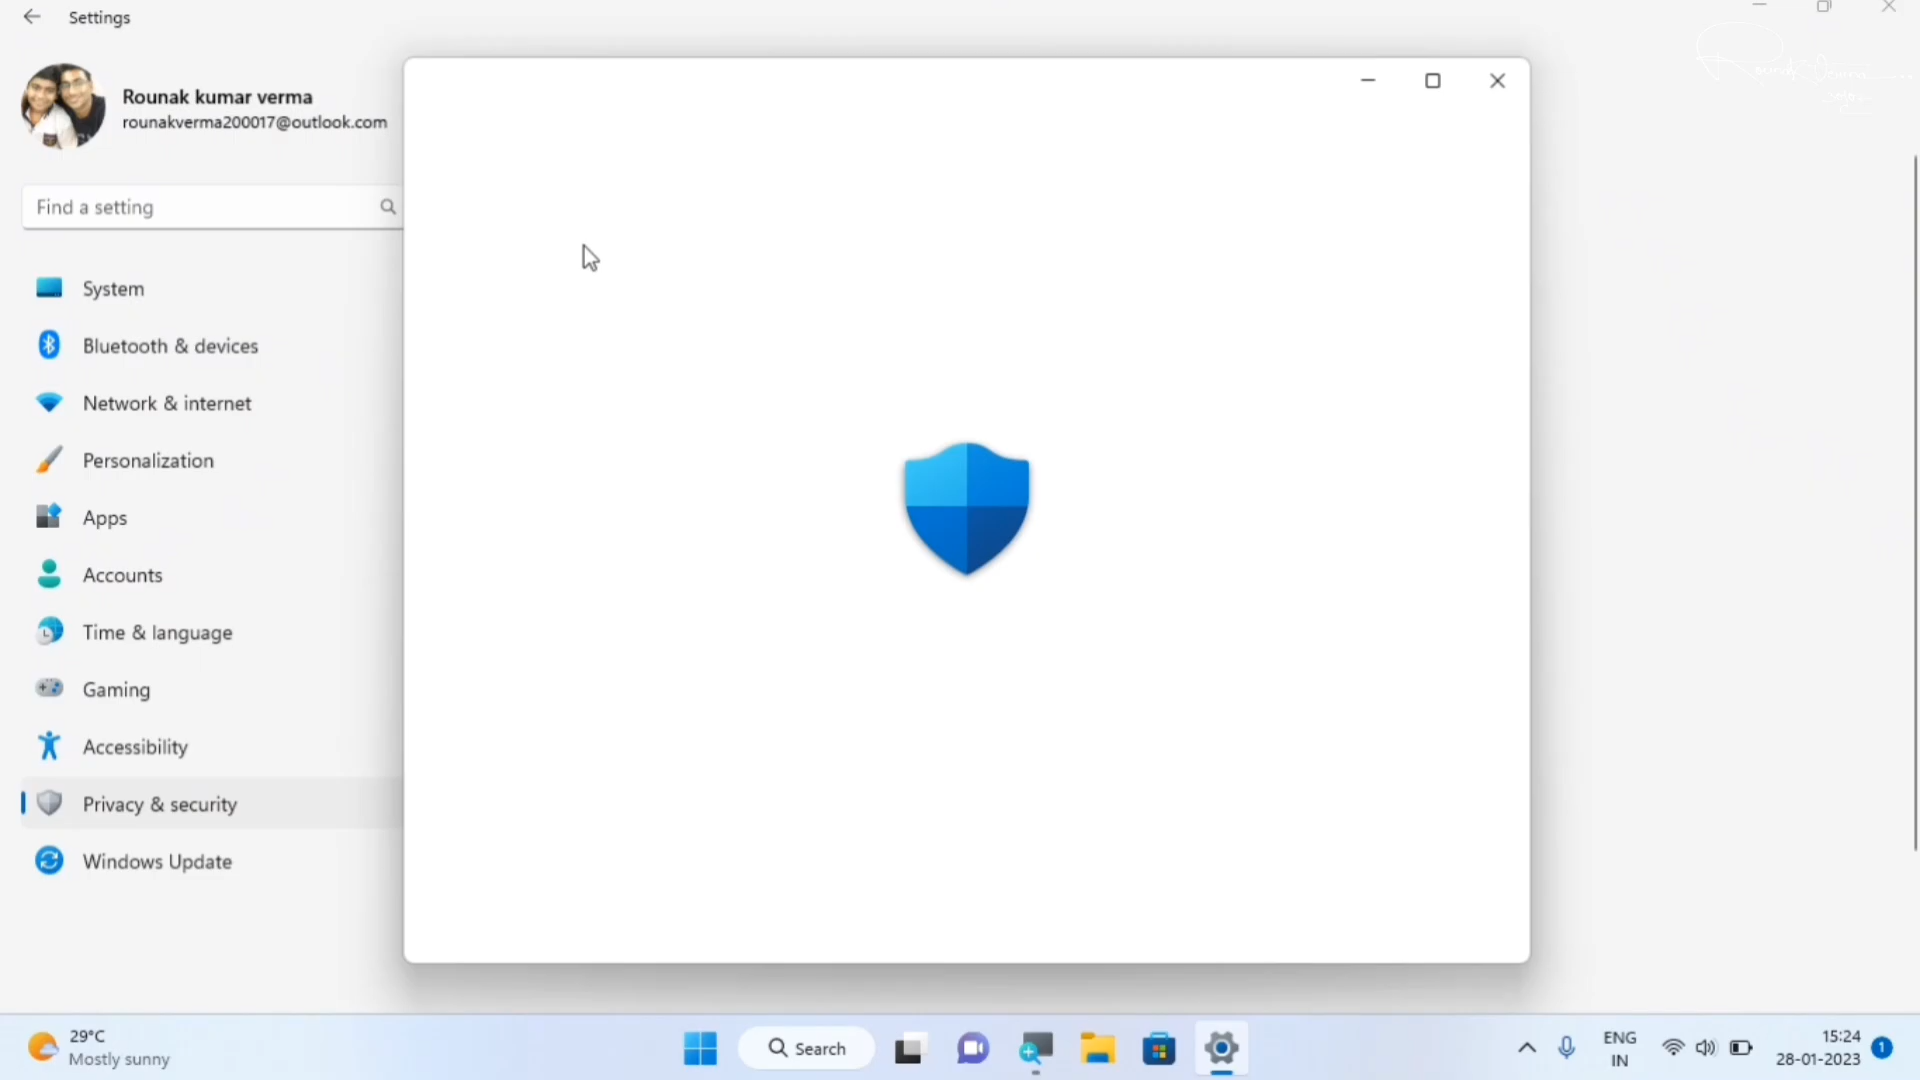 Settings
Rounak kumar verma
rounakverma200017@outlook.com
Find a setting
System
Bluetooth & devices
Network & internet
Personalization
Apps
Accounts
Time & language
Gaming
Accessibility
Privacy & security
Windows Update
29°C
Mostly sunny
Search
ENG
IN
15:24
28-01-2023
1